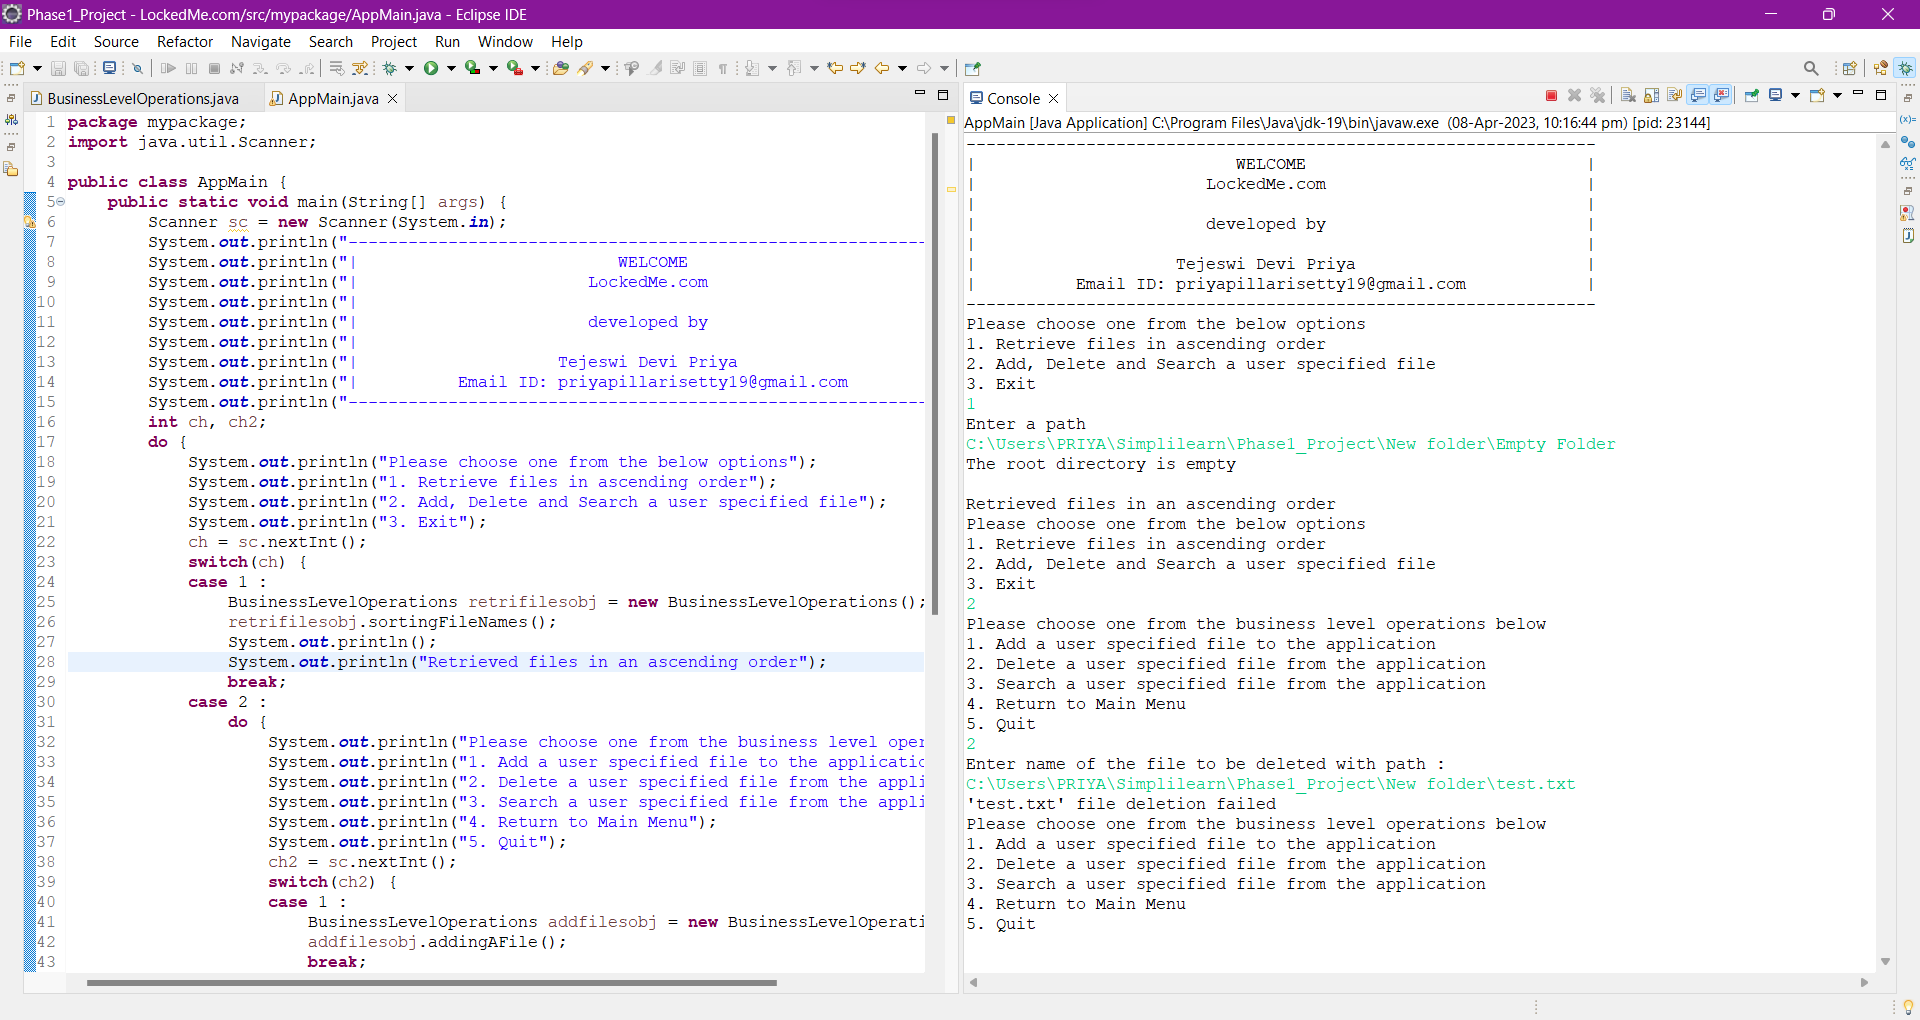 Phase1_Project - LockedMe.com/src/mypackage/AppMain.java - Eclipse IDE
File Edit Source Refactor Navigate Search Project Run Window Help
BusinessLevelOperations.java AppMain.java
1 package mypackage;
2 import java.util.Scanner;
3
4 public class AppMain {
5 public static void main(String[] args) {
6 Scanner sc = new Scanner(System.in);
7 System.out.println("----------------------------------------------------------
8 System.out.println("| WELCOME
9 System.out.println("| LockedMe.com
10 System.out.println("|
11 System.out.println("| developed by
12 System.out.println("|
13 System.out.println("| Tejeswi Devi Priya
14 System.out.println("| Email ID: priyapillarisetty19@gmail.com
15 System.out.println("----------------------------------------------------------
16 int ch, ch2;
17 do {
18 System.out.println("Please choose one from the below options");
19 System.out.println("1. Retrieve files in ascending order");
20 System.out.println("2. Add, Delete and Search a user specified file");
21 System.out.println("3. Exit");
22 ch = sc.nextInt();
23 switch(ch) {
24 case 1 :
25 BusinessLevelOperations retrifilesobj = new BusinessLevelOperations();
26 retrifilesobj.sortingFileNames();
27 System.out.println();
28 System.out.println("Retrieved files in an ascending order");
29 break;
30 case 2 :
31 do {
32 System.out.println("Please choose one from the business level oper
33 System.out.println("1. Add a user specified file to the applicatic
34 System.out.println("2. Delete a user specified file from the appli
35 System.out.println("3. Search a user specified file from the appli
36 System.out.println("4. Return to Main Menu");
37 System.out.println("5. Quit");
38 ch2 = sc.nextInt();
39 switch(ch2) {
40 case 1 :
41 BusinessLevelOperations addfilesobj = new BusinessLevelOperati
42 addfilesobj.addingAFile();
43 break;
Console
AppMain [Java Application] C:\Program Files\Java\jdk-19\bin\javaw.exe (08-Apr-2023, 10:16:44 pm) [pid: 23144]
---------------------------------------------------------------
| WELCOME |
| LockedMe.com |
| |
| developed by |
| |
| Tejeswi Devi Priya |
| Email ID: priyapillarisetty19@gmail.com |
---------------------------------------------------------------
Please choose one from the below options
1. Retrieve files in ascending order
2. Add, Delete and Search a user specified file
3. Exit
1
Enter a path
C:\Users\PRIYA\Simplilearn\Phase1_Project\New folder\Empty Folder
The root directory is empty

Retrieved files in an ascending order
Please choose one from the below options
1. Retrieve files in ascending order
2. Add, Delete and Search a user specified file
3. Exit
2
Please choose one from the business level operations below
1. Add a user specified file to the application
2. Delete a user specified file from the application
3. Search a user specified file from the application
4. Return to Main Menu
5. Quit
2
Enter name of the file to be deleted with path :
C:\Users\PRIYA\Simplilearn\Phase1_Project\New folder\test.txt
'test.txt' file deletion failed
Please choose one from the business level operations below
1. Add a user specified file to the application
2. Delete a user specified file from the application
3. Search a user specified file from the application
4. Return to Main Menu
5. Quit